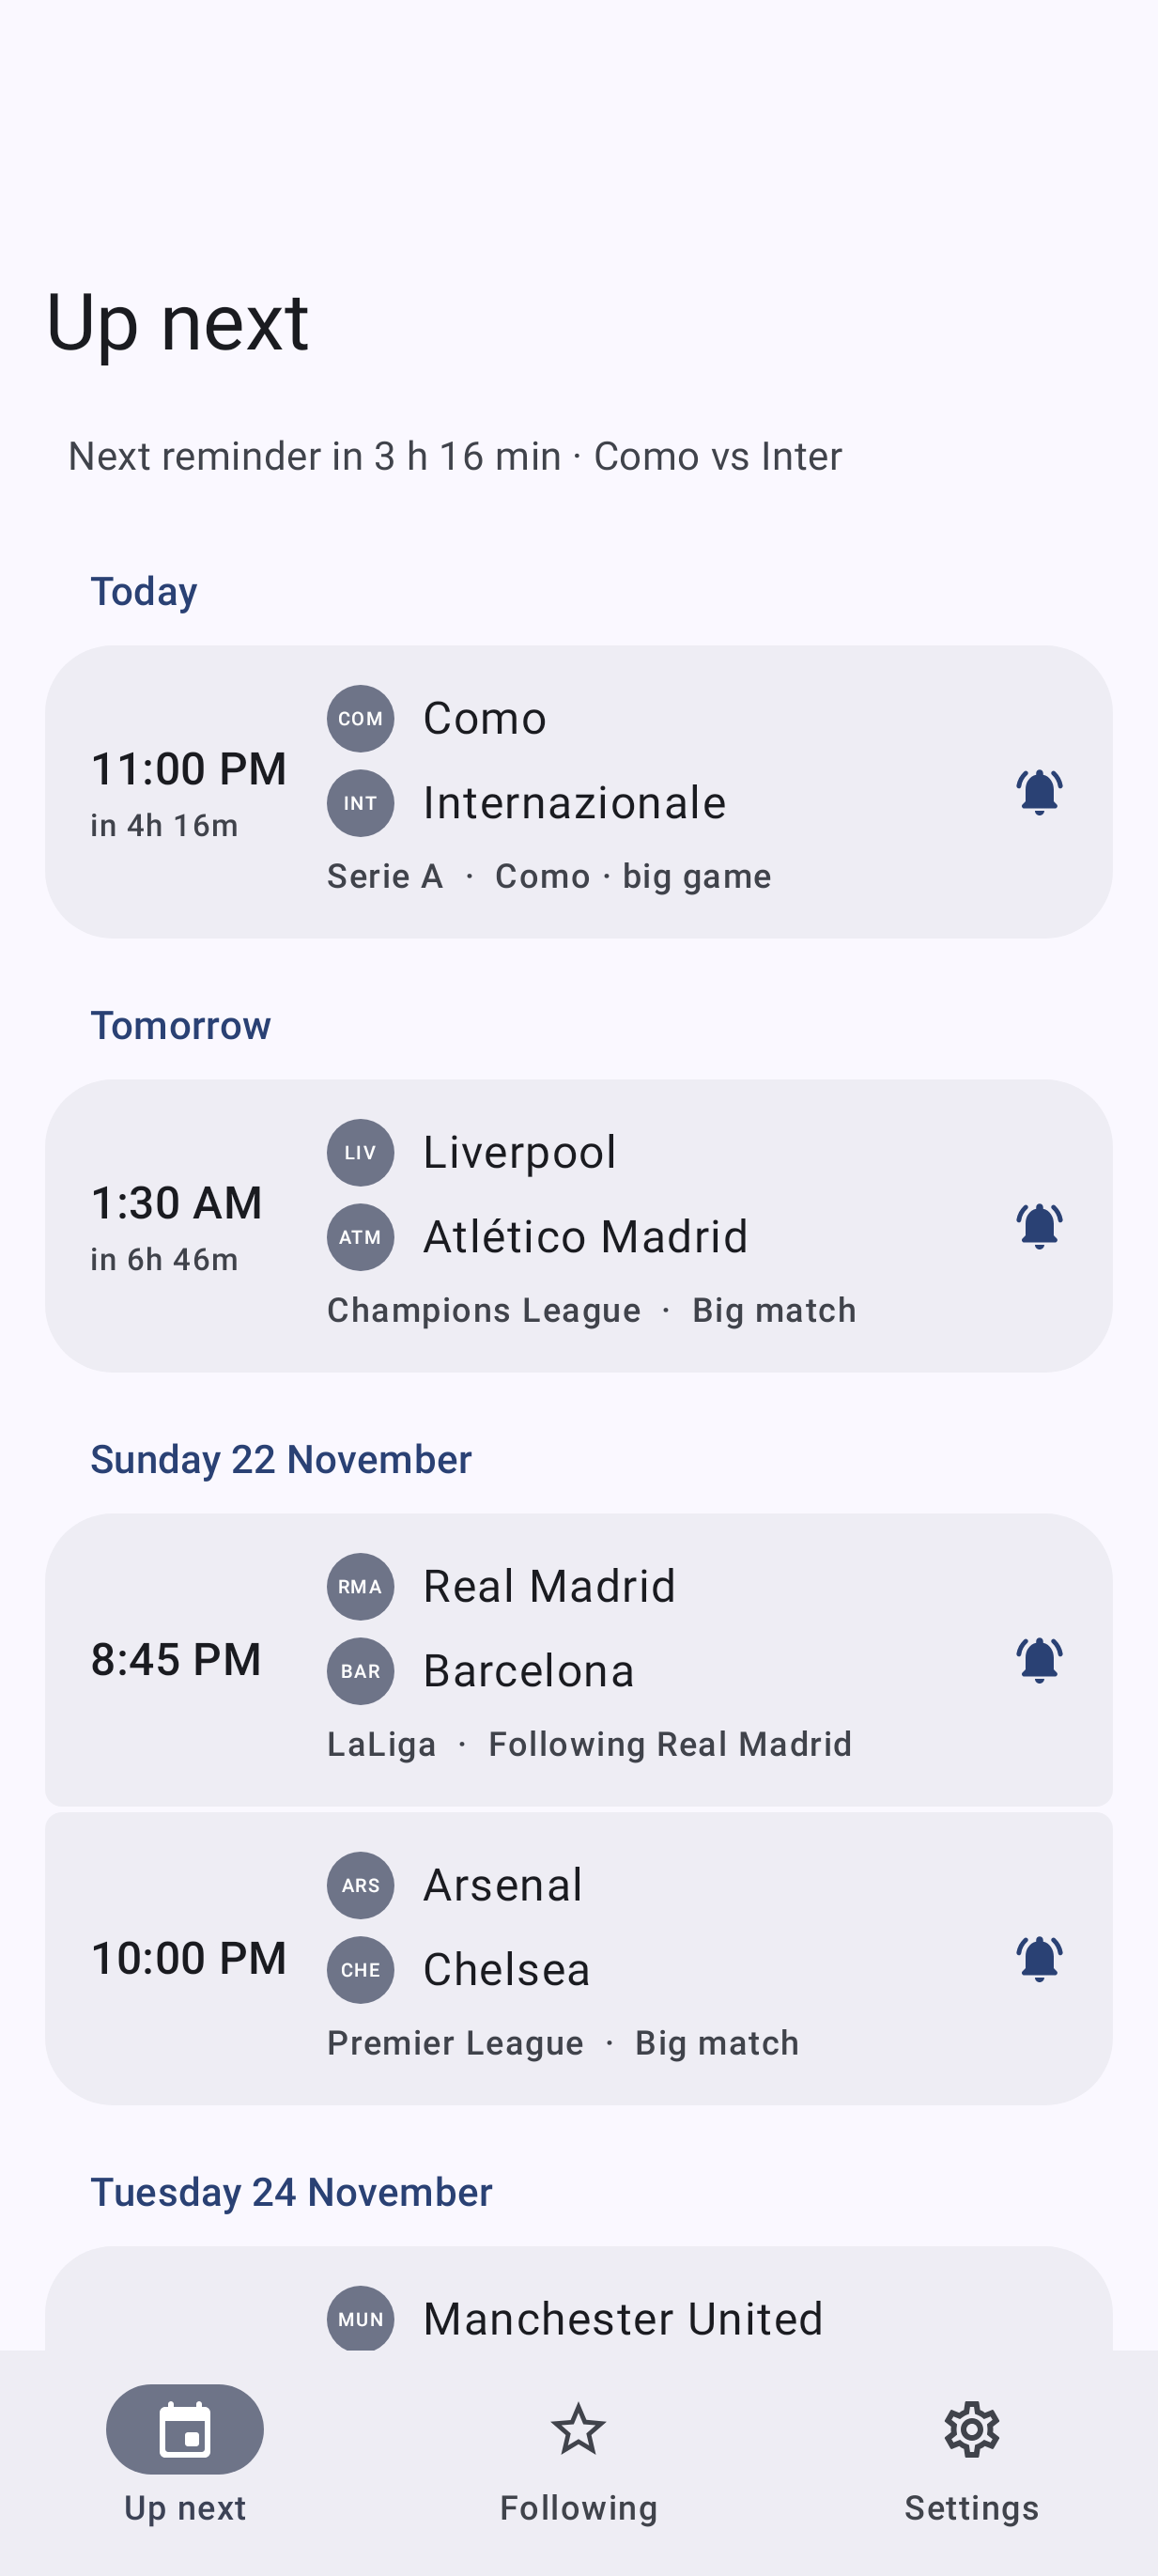 Up next
Next reminder in 3 h 16 min · Como vs Inter
Today
COM Como
11:00 PM
in 4h 16m
INT Internazionale
Serie A · Como · big game
Tomorrow
LIV Liverpool
1:30 AM
in 6h 46m
ATM Atlético Madrid
Champions League · Big match
Sunday 22 November
RMA Real Madrid
8:45 PM
BAR Barcelona
LaLiga · Following Real Madrid
ARS Arsenal
10:00 PM
CHE Chelsea
Premier League · Big match
Tuesday 24 November
MUN Manchester United
Up next
Following
Settings